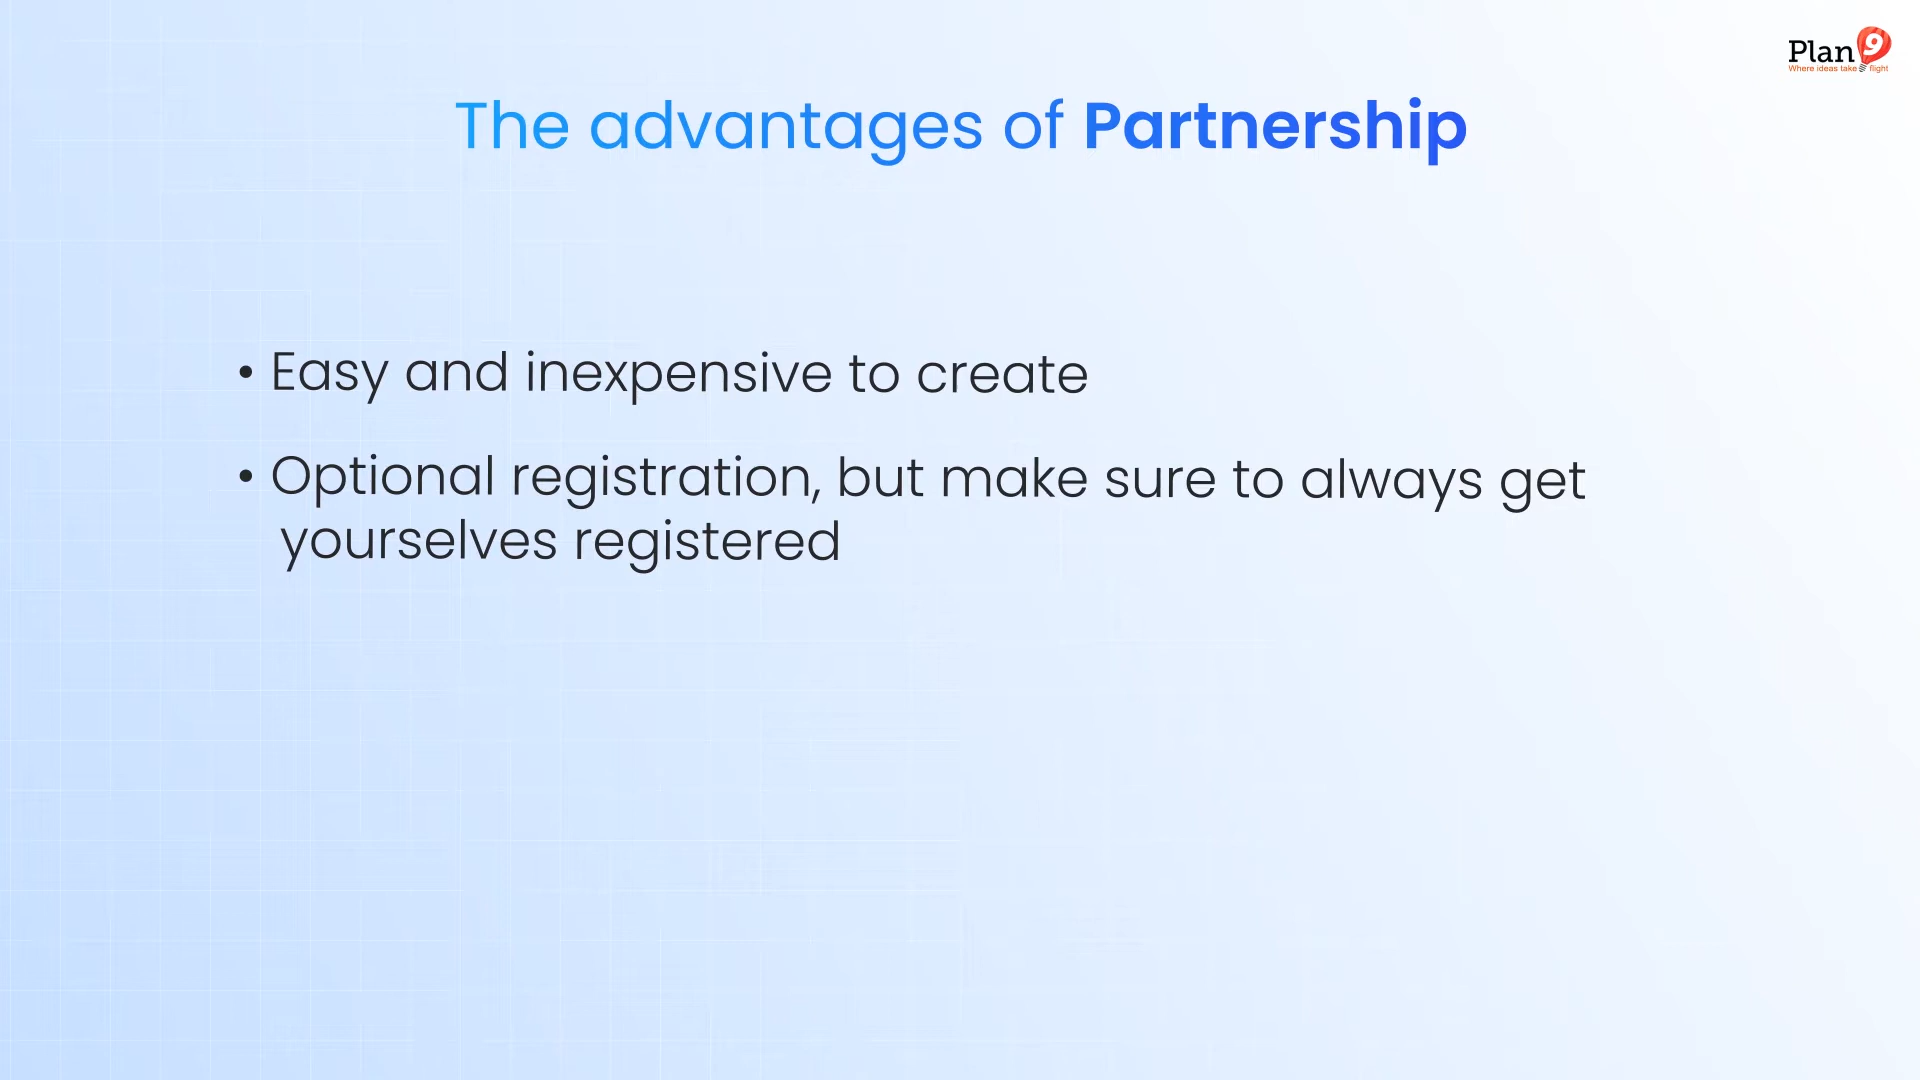 Plan9
Where ideas take flight
The advantages of Partnership
• Easy and inexpensive to create
• Optional registration, but make sure to always get
yourselves registered